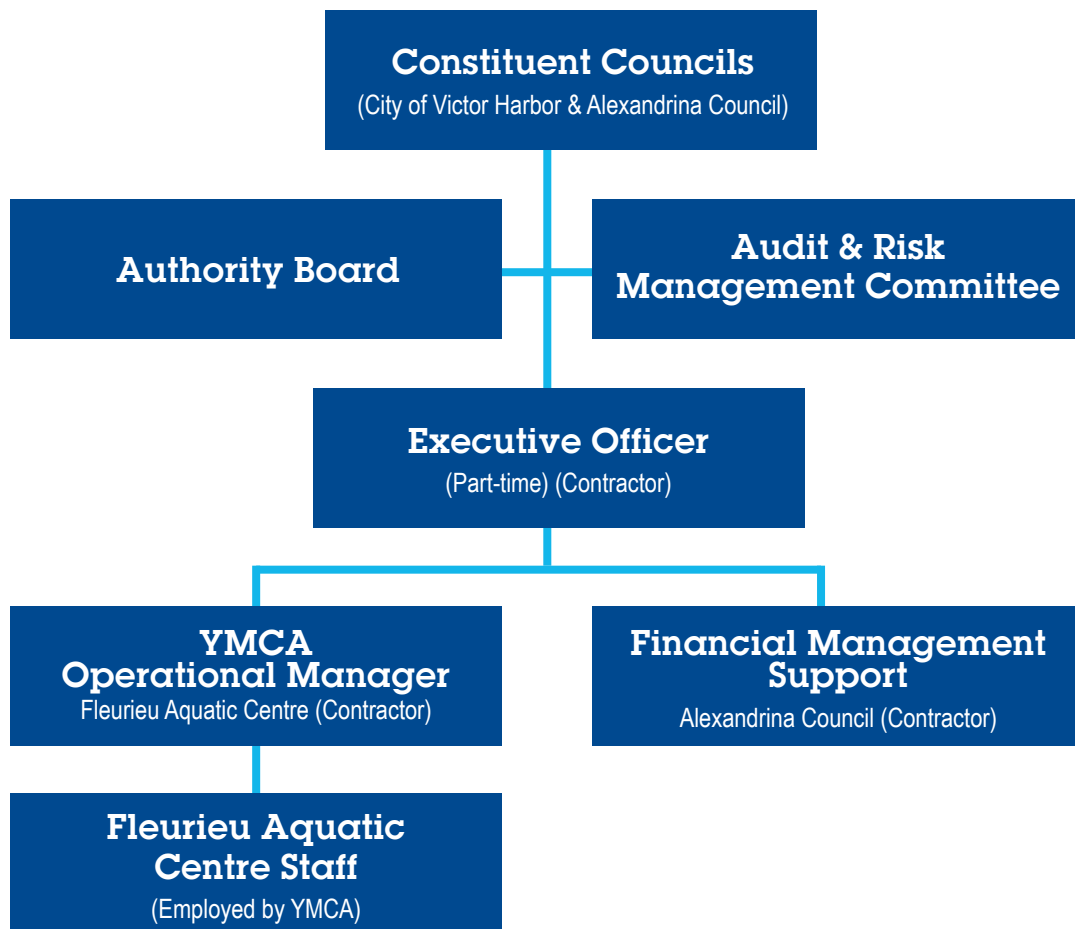 Constituent Councils
(City of Victor Harbor & Alexandrina Council)
Authority Board
Audit & Risk
Management Committee
Executive Officer
(Part-time) (Contractor)
YMCA
Operational Manager
Fleurieu Aquatic Centre (Contractor)
Financial Management
Support
Alexandrina Council (Contractor)
Fleurieu Aquatic
Centre Staff
(Employed by YMCA)